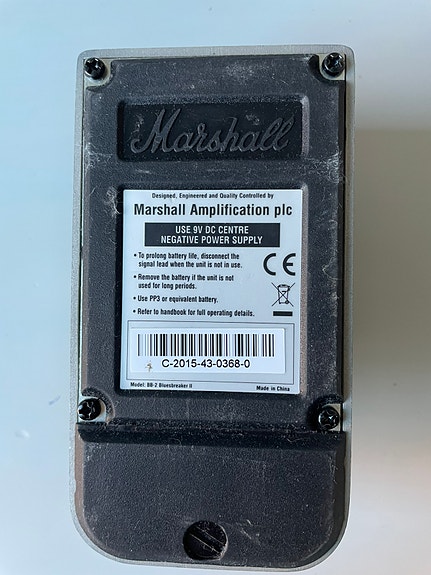 Marshall
Designed, Engineered and Quality Controlled by
Marshall Amplification plc
USE 9V DC CENTRE
NEGATIVE POWER SUPPLY
• To prolong battery life, disconnect the
signal lead when the unit is not in use.
• Remove the battery if the unit is not
used for long periods.
• Use PP3 or equivalent battery.
• Refer to handbook for full operating details.
CE
C-2015-43-0368-0
Model: BB-2 Bluesbreaker II
Made in China